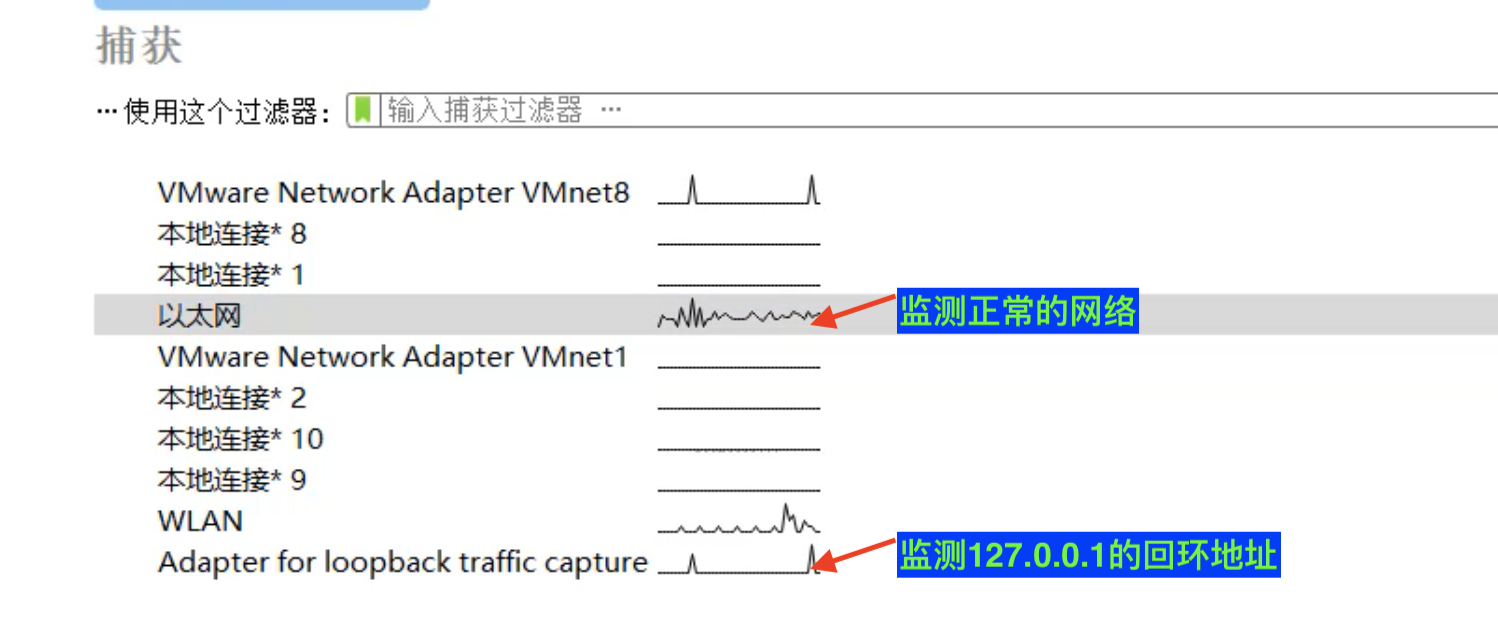 捕获
… 使用这个过滤器： 输入捕获过滤器 …
VMware Network Adapter VMnet8
本地连接* 8
本地连接* 1
以太网
监测正常的网络
VMware Network Adapter VMnet1
本地连接* 2
本地连接* 10
本地连接* 9
WLAN
Adapter for loopback traffic capture
监测127.0.0.1的回环地址